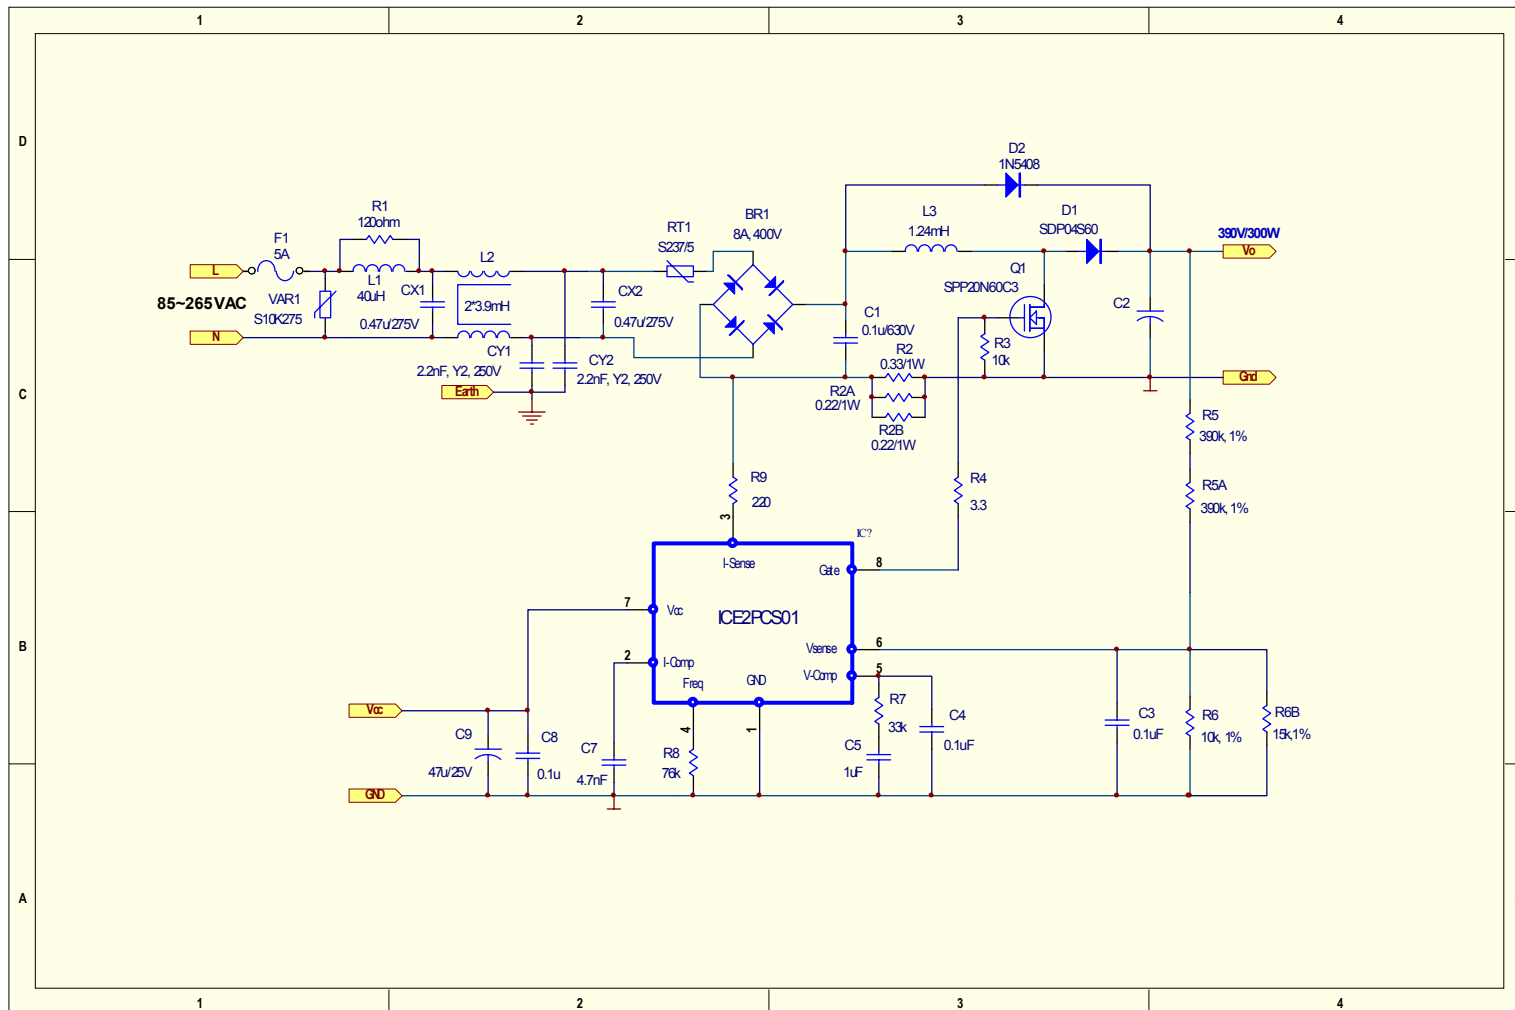 1 2 3 4
D
D2
1N5408
R1
120ohm
RT1
S237/5
BR1
8A, 400V
L3
1.24mH
D1
SDP04S60
390V/300W
Vo
F1
5A
L
L1
40uH
L2
Q1
SPP20N60C3
85~265VAC
VAR1
S10K275
CX1
0.47u/275V
2*3.9mH
CX2
0.47u/275V
C1
0.1u/630V
C2
N
CY1
2.2nF, Y2, 250V
CY2
2.2nF, Y2, 250V
R2
0.33/1W
R3
10k
C
Earth
R2A
0.22/1W
R2B
0.22/1W
Gnd
R5
390k, 1%
R9
220
R4
3.3
R5A
390k, 1%
3
IC?
I-Sense
Gate
8
7
Vcc
ICE2PCS01
B
2
I-Comp
Vsense
6
V-Comp
5
Freq
GND
4
1
Vcc
C9
47u/25V
C8
0.1u
C7
4.7nF
R8
76k
R7
33k
C5
1uF
C4
0.1uF
C3
0.1uF
R6
10k, 1%
R6B
15k,1%
GND
A
1 2 3 4